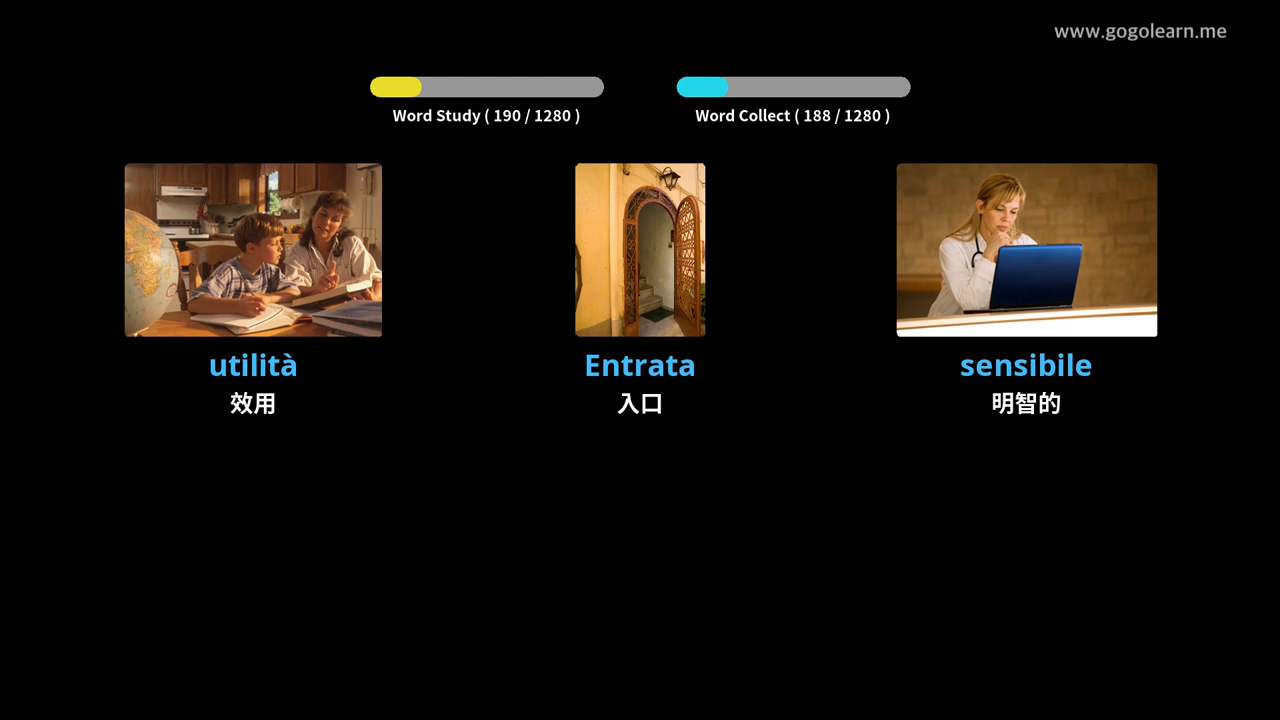 www.gogolearn.me
Word Study ( 190 / 1280 )
Word Collect ( 188 / 1280 )
utilità
效用
Entrata
入口
sensibile
明智的